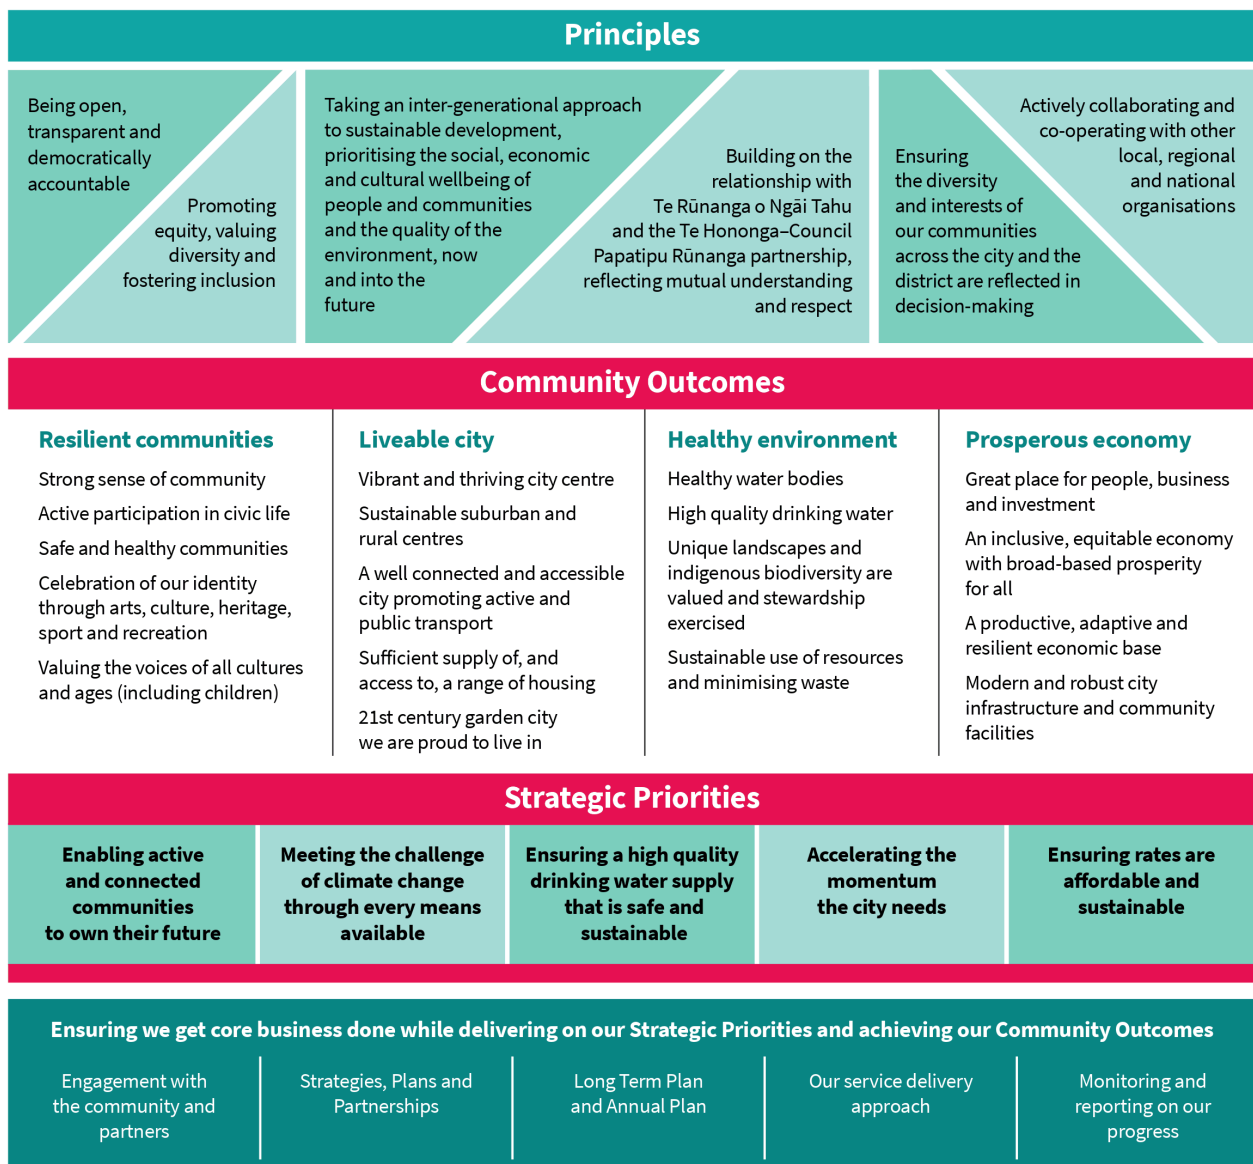 Principles
Being open,
transparent and
democratically
accountable
Promoting
equity, valuing
diversity and
fostering inclusion
Taking an inter-generational approach
to sustainable development,
prioritising the social, economic
and cultural wellbeing of
people and communities
and the quality of the
environment, now
and into the
future
Building on the
relationship with
Te Rūnanga o Ngāi Tahu
and the Te Hononga–Council
Papatipu Rūnanga partnership,
reflecting mutual understanding
and respect
Ensuring
the diversity
and interests of
our communities
across the city and the
district are reflected in
decision-making
Actively collaborating and
co-operating with other
local, regional
and national
organisations
Community Outcomes
Resilient communities
Strong sense of community
Active participation in civic life
Safe and healthy communities
Celebration of our identity
through arts, culture, heritage,
sport and recreation
Valuing the voices of all cultures
and ages (including children)
Liveable city
Vibrant and thriving city centre
Sustainable suburban and
rural centres
A well connected and accessible
city promoting active and
public transport
Sufficient supply of, and
access to, a range of housing
21st century garden city
we are proud to live in
Healthy environment
Healthy water bodies
High quality drinking water
Unique landscapes and
indigenous biodiversity are
valued and stewardship
exercised
Sustainable use of resources
and minimising waste
Prosperous economy
Great place for people, business
and investment
An inclusive, equitable economy
with broad-based prosperity
for all
A productive, adaptive and
resilient economic base
Modern and robust city
infrastructure and community
facilities
Strategic Priorities
Enabling active
and connected
communities
to own their future
Meeting the challenge
of climate change
through every means
available
Ensuring a high quality
drinking water supply
that is safe and
sustainable
Accelerating the
momentum
the city needs
Ensuring rates are
affordable and
sustainable
Ensuring we get core business done while delivering on our Strategic Priorities and achieving our Community Outcomes
Engagement with
the community and
partners
Strategies, Plans and
Partnerships
Long Term Plan
and Annual Plan
Our service delivery
approach
Monitoring and
reporting on our
progress